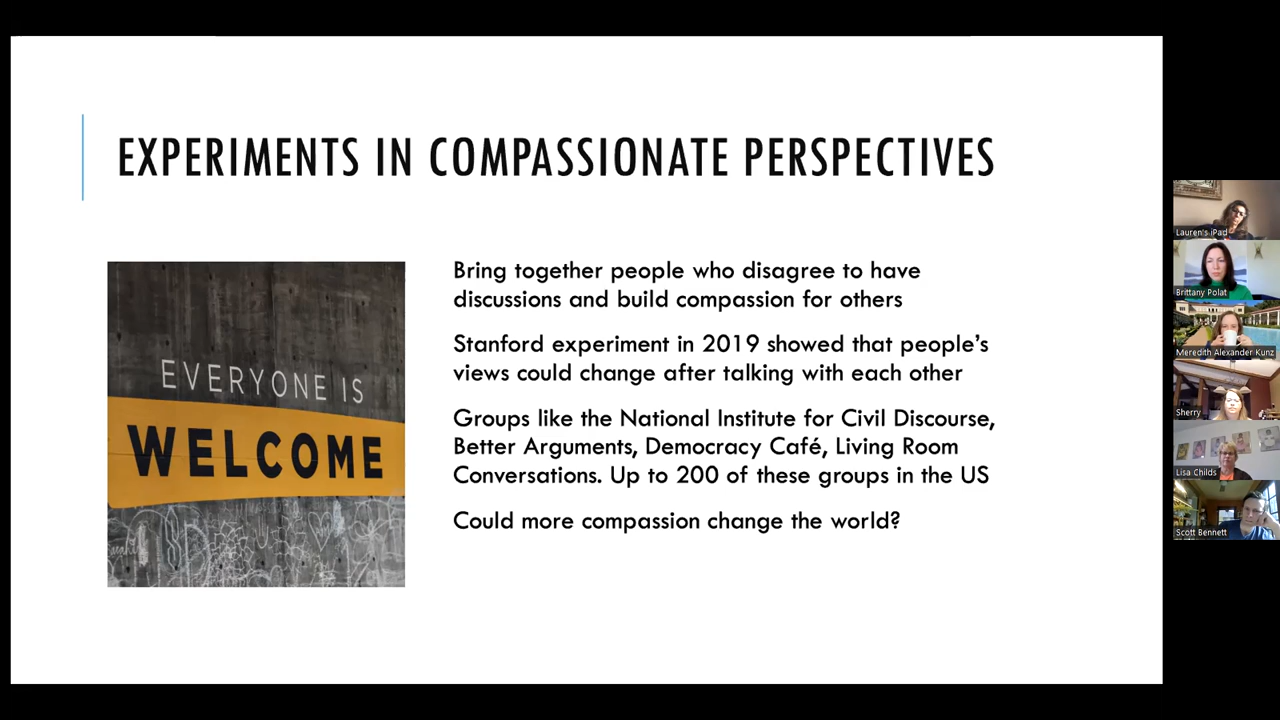 EXPERIMENTS IN COMPASSIONATE PERSPECTIVES
EVERYONE IS
WELCOME
Bring together people who disagree to have
discussions and build compassion for others
Stanford experiment in 2019 showed that people’s
views could change after talking with each other
Groups like the National Institute for Civil Discourse,
Better Arguments, Democracy Café, Living Room
Conversations. Up to 200 of these groups in the US
Could more compassion change the world?
Lauren's iPad
Brittany Polat
Meredith Alexander Kunz
Sherry
Lisa Childs
Scott Bennett